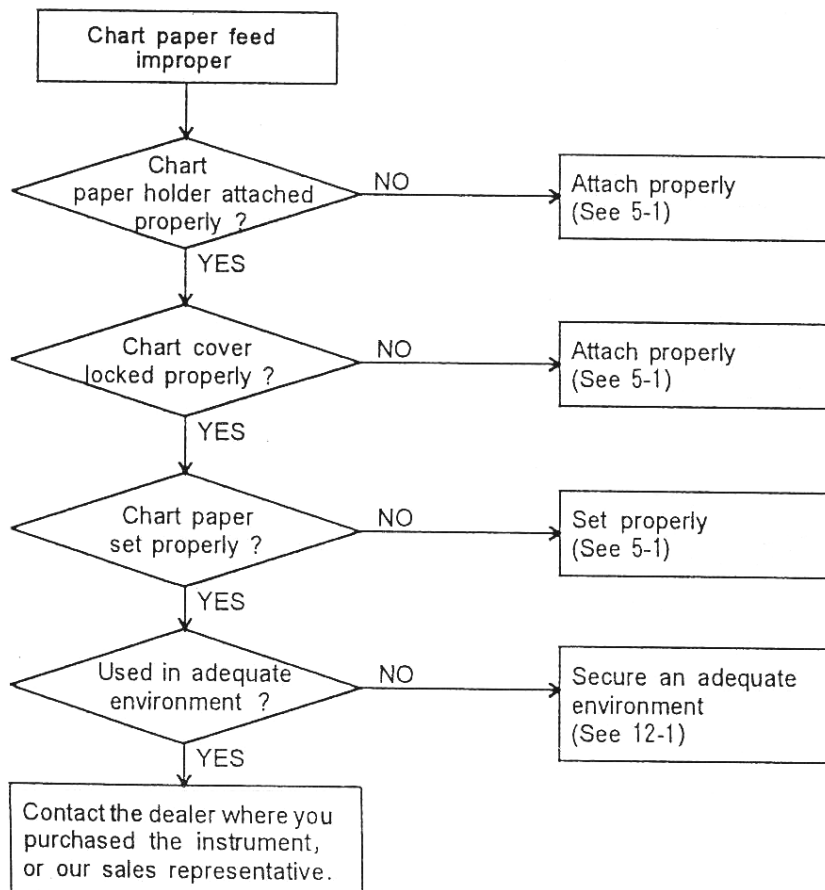 Chart paper feed
improper
Chart
paper holder attached
properly ?
NO
Attach properly
(See 5-1)
YES
Chart cover
locked properly ?
NO
Attach properly
(See 5-1)
YES
Chart paper
set properly ?
NO
Set properly
(See 5-1)
YES
Used in adequate
environment ?
NO
Secure an adequate
environment
(See 12-1)
YES
Contact the dealer where you
purchased the instrument,
or our sales representative.